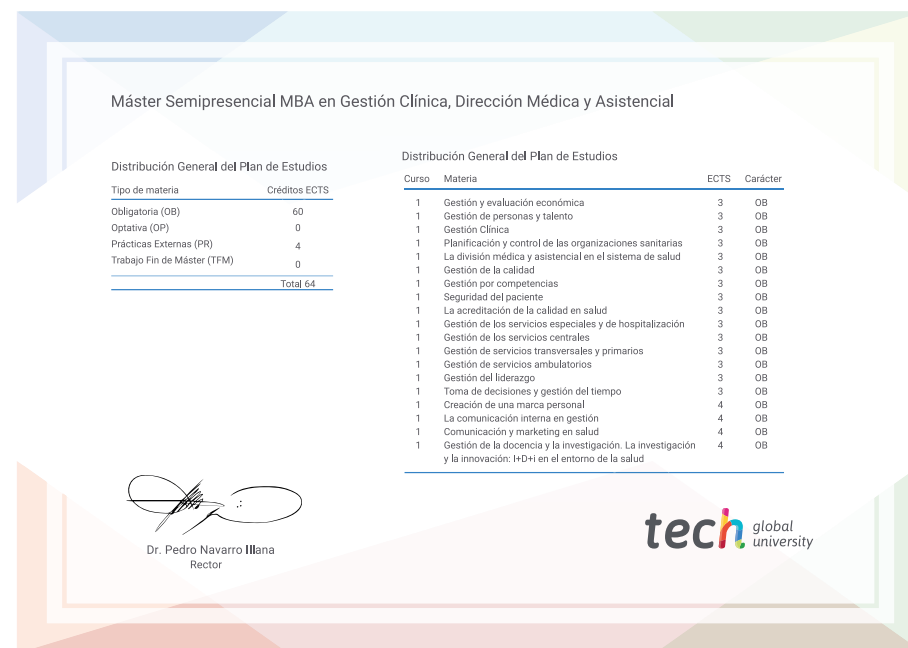 Máster Semipresencial MBA en Gestión Clínica, Dirección Médica y Asistencial
Distribución General del Plan de Estudios
Tipo de materia Créditos ECTS
Obligatoria (OB) 60
Optativa (OP) 0
Prácticas Externas (PR) 4
Trabajo Fin de Máster (TFM) 0
Total 64
Distribución General del Plan de Estudios
Curso Materia ECTS Carácter
1 Gestión y evaluación económica 3 OB
1 Gestión de personas y talento 3 OB
1 Gestión Clínica 3 OB
1 Planificación y control de las organizaciones sanitarias 3 OB
1 La división médica y asistencial en el sistema de salud 3 OB
1 Gestión de la calidad 3 OB
1 Gestión por competencias 3 OB
1 Seguridad del paciente 3 OB
1 La acreditación de la calidad en salud 3 OB
1 Gestión de los servicios especiales y de hospitalización 3 OB
1 Gestión de los servicios centrales 3 OB
1 Gestión de servicios transversales y primarios 3 OB
1 Gestión de servicios ambulatorios 3 OB
1 Gestión del liderazgo 3 OB
1 Toma de decisiones y gestión del tiempo 3 OB
1 Creación de una marca personal 4 OB
1 La comunicación interna en gestión 4 OB
1 Comunicación y marketing en salud 4 OB
1 Gestión de la docencia y la investigación. La investigación 4 OB
y la innovación: I+D+i en el entorno de la salud
Dr. Pedro Navarro Illana
Rector
tech global
university